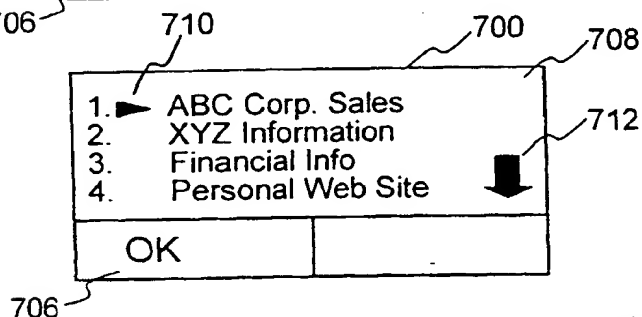 706
710
700
708
1. ABC Corp. Sales
2. XYZ Information
712
3. Financial Info
4. Personal Web Site
OK
706